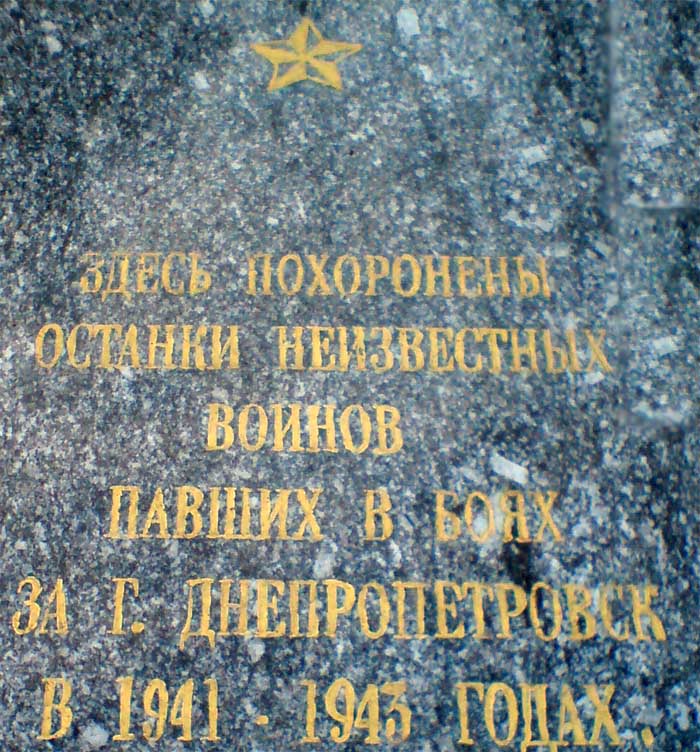 ЗДЕСЬ ПОХОРОНЕНЫ
ОСТАНКИ НЕИЗВЕСТНЫХ
ВОИНОВ
ПАВШИХ В БОЯХ
ЗА Г. ДНЕПРОПЕТРОВСК
В 1941 - 1943 ГОДАХ.